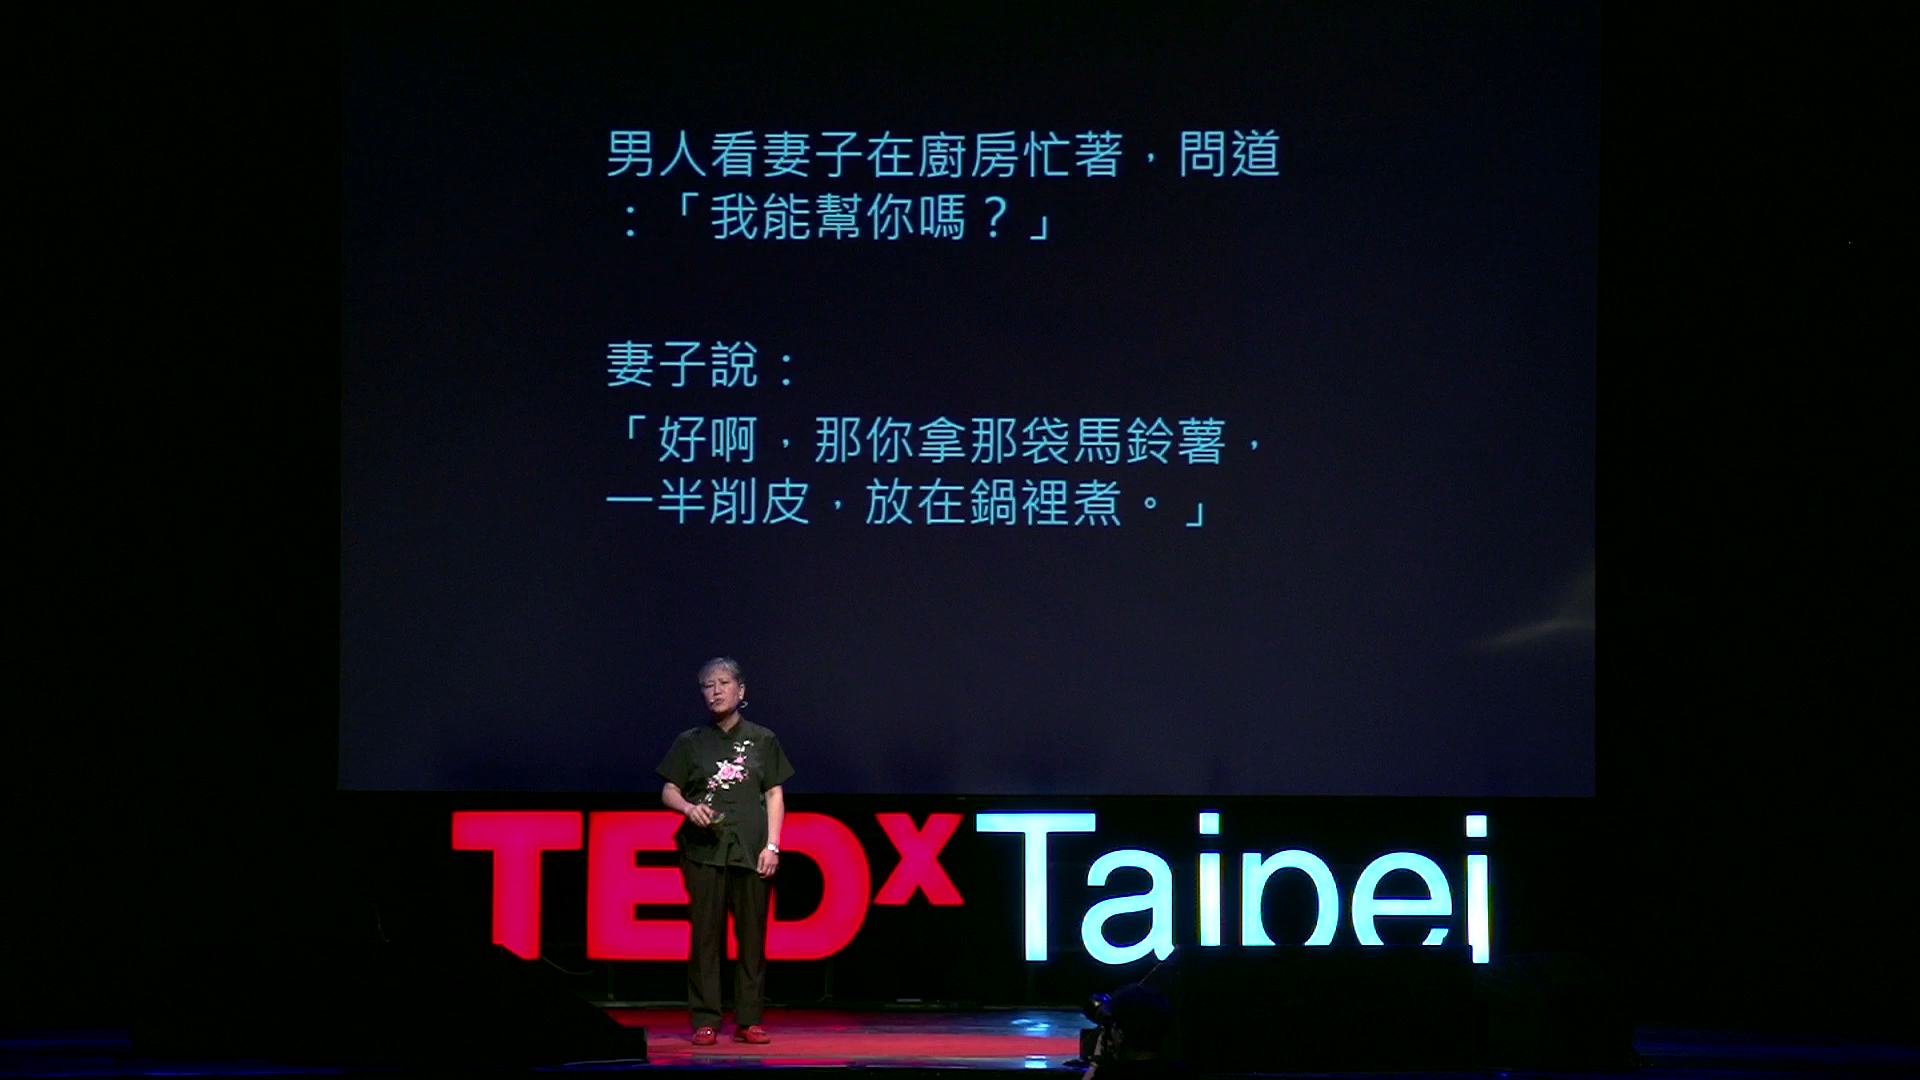 男人看妻子在廚房忙著，問道
：「我能幫你嗎？」
妻子說：
「好啊，那你拿那袋馬鈴薯，
一半削皮，放在鍋裡煮。」
TEDxTaipei